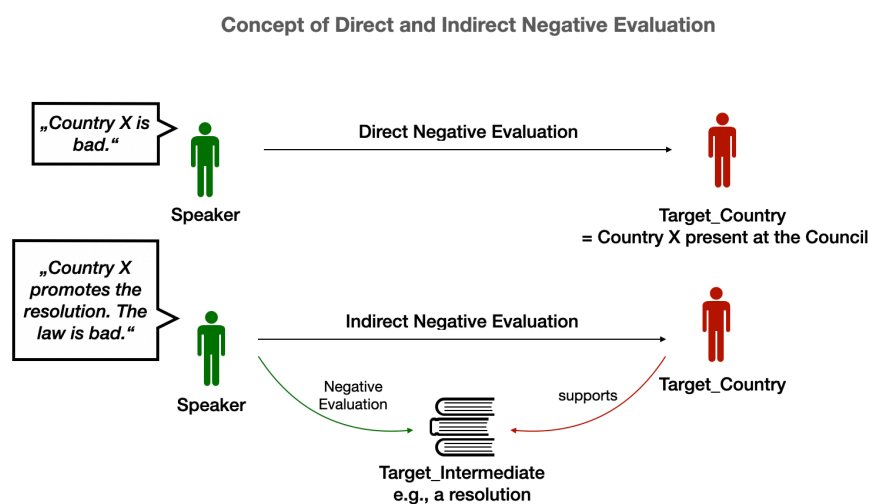 Concept of Direct and Indirect Negative Evaluation
„Country X is
bad.“
Direct Negative Evaluation
Speaker
Target_Country
= Country X present at the Council
„Country X
promotes the
resolution. The
law is bad.“
Indirect Negative Evaluation
Speaker
Negative
Evaluation
supports
Target_Country
Target_Intermediate
e.g., a resolution